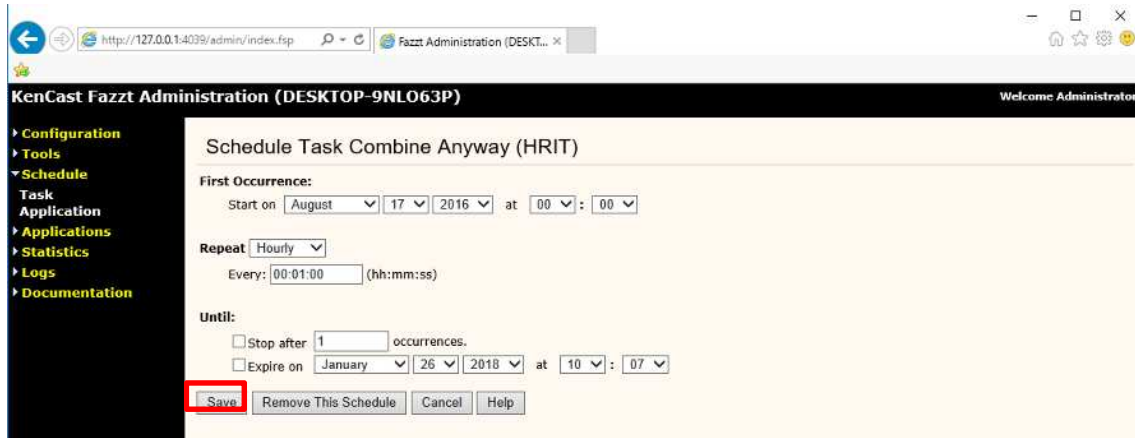 http://127.0.0.1:4039/admin/index.fsp
Fazzt Administration (DESKT...
KenCast Fazzt Administration (DESKTOP-9NLO63P)
Welcome Administrator
Configuration
Tools
Schedule
Task
Application
Applications
Statistics
Logs
Documentation
Schedule Task Combine Anyway (HRIT)
First Occurrence:
Start on August 17 2016 at 00 : 00
Repeat Hourly
Every: 00:01:00 (hh:mm:ss)
Until:
Stop after 1 occurrences.
Expire on January 26 2018 at 10 : 07
Save Remove This Schedule Cancel Help